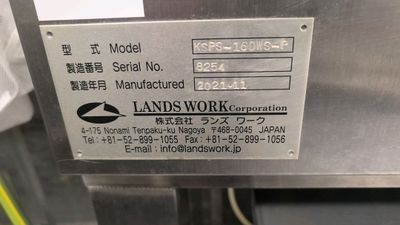 型式 Model KSPS-160WS-P
製造番号 Serial No. 8254
製造年月 Manufactured 2021-11
LANDS WORK Corporation
株式会社 ランズ ワーク
4-175 Nonami Tenpaku-ku Nagoya 〒468-0045 JAPAN
Tel:+81-52-899-1055 Fax:+81-52-899-1056
E-mail:info@landswork.jp